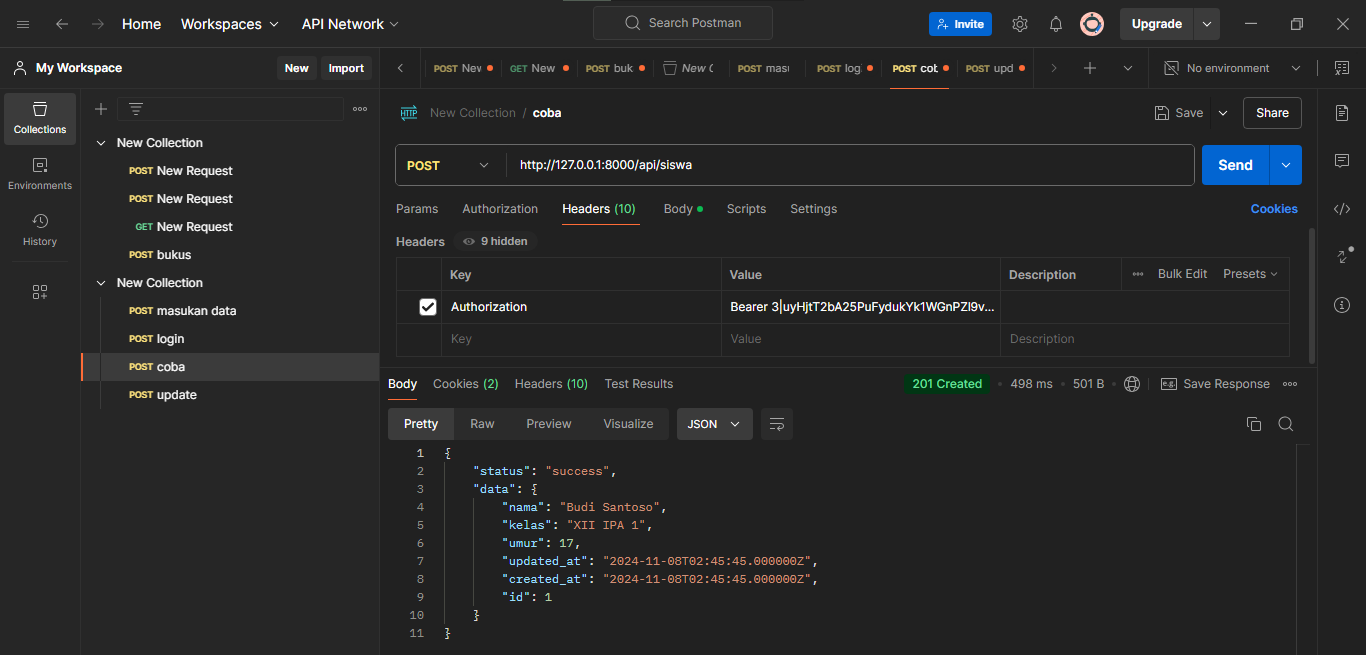 Home Workspaces API Network Search Postman Invite Upgrade
My Workspace New Import
POST New GET New POST buk New C POST masu POST log POST cob POST upd No environment
Collections
Environments
History
New Collection
POST New Request
POST New Request
GET New Request
POST bukus
New Collection
POST masukan data
POST login
POST coba
POST update
HTTP New Collection / coba Save Share
POST http://127.0.0.1:8000/api/siswa Send
Params Authorization Headers (10) Body Scripts Settings Cookies
Headers 9 hidden
Key Value Description Bulk Edit Presets
Authorization Bearer 3|uyHjtT2bA25PuFydukYk1WGnPZl9v...
Key Value Description
Body Cookies (2) Headers (10) Test Results 201 Created 498 ms 501 B e.g. Save Response
Pretty Raw Preview Visualize JSON
1 {
2 "status": "success",
3 "data": {
4 "nama": "Budi Santoso",
5 "kelas": "XII IPA 1",
6 "umur": 17,
7 "updated_at": "2024-11-08T02:45:45.000000Z",
8 "created_at": "2024-11-08T02:45:45.000000Z",
9 "id": 1
10 }
11 }